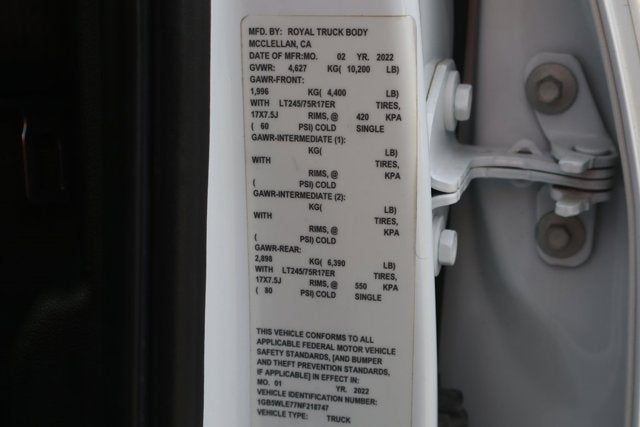 MFD. BY: ROYAL TRUCK BODY
MCCLELLAN, CA
DATE OF MFG:MO. 02 YR. 2022
GVWR: 4,627 KG( 10,200 LB)
GAWR-FRONT:
1,996 KG( 4,400 LB)
WITH LT245/75R17ER TIRES,
17X7.5J RIMS, @ 420 KPA
( 60 PSI) COLD SINGLE
GAWR-INTERMEDIATE (1):
KG( LB)
WITH TIRES,
RIMS, @ KPA
( PSI) COLD
GAWR-INTERMEDIATE (2):
KG( LB)
WITH TIRES,
RIMS, @ KPA
( PSI) COLD
GAWR-REAR:
2,898 KG( 6,390 LB)
WITH LT245/75R17ER TIRES,
17X7.5J RIMS, @ 550 KPA
( 80 PSI) COLD SINGLE
THIS VEHICLE CONFORMS TO ALL
APPLICABLE FEDERAL MOTOR VEHICLE
SAFETY STANDARDS, [AND BUMPER
AND THEFT PREVENTION STANDARDS,
IF APPLICABLE] IN EFFECT IN:
MO. 01 YR. 2022
VEHICLE IDENTIFICATION NUMBER:
1GB5WLE77NF218747
VEHICLE TYPE: TRUCK